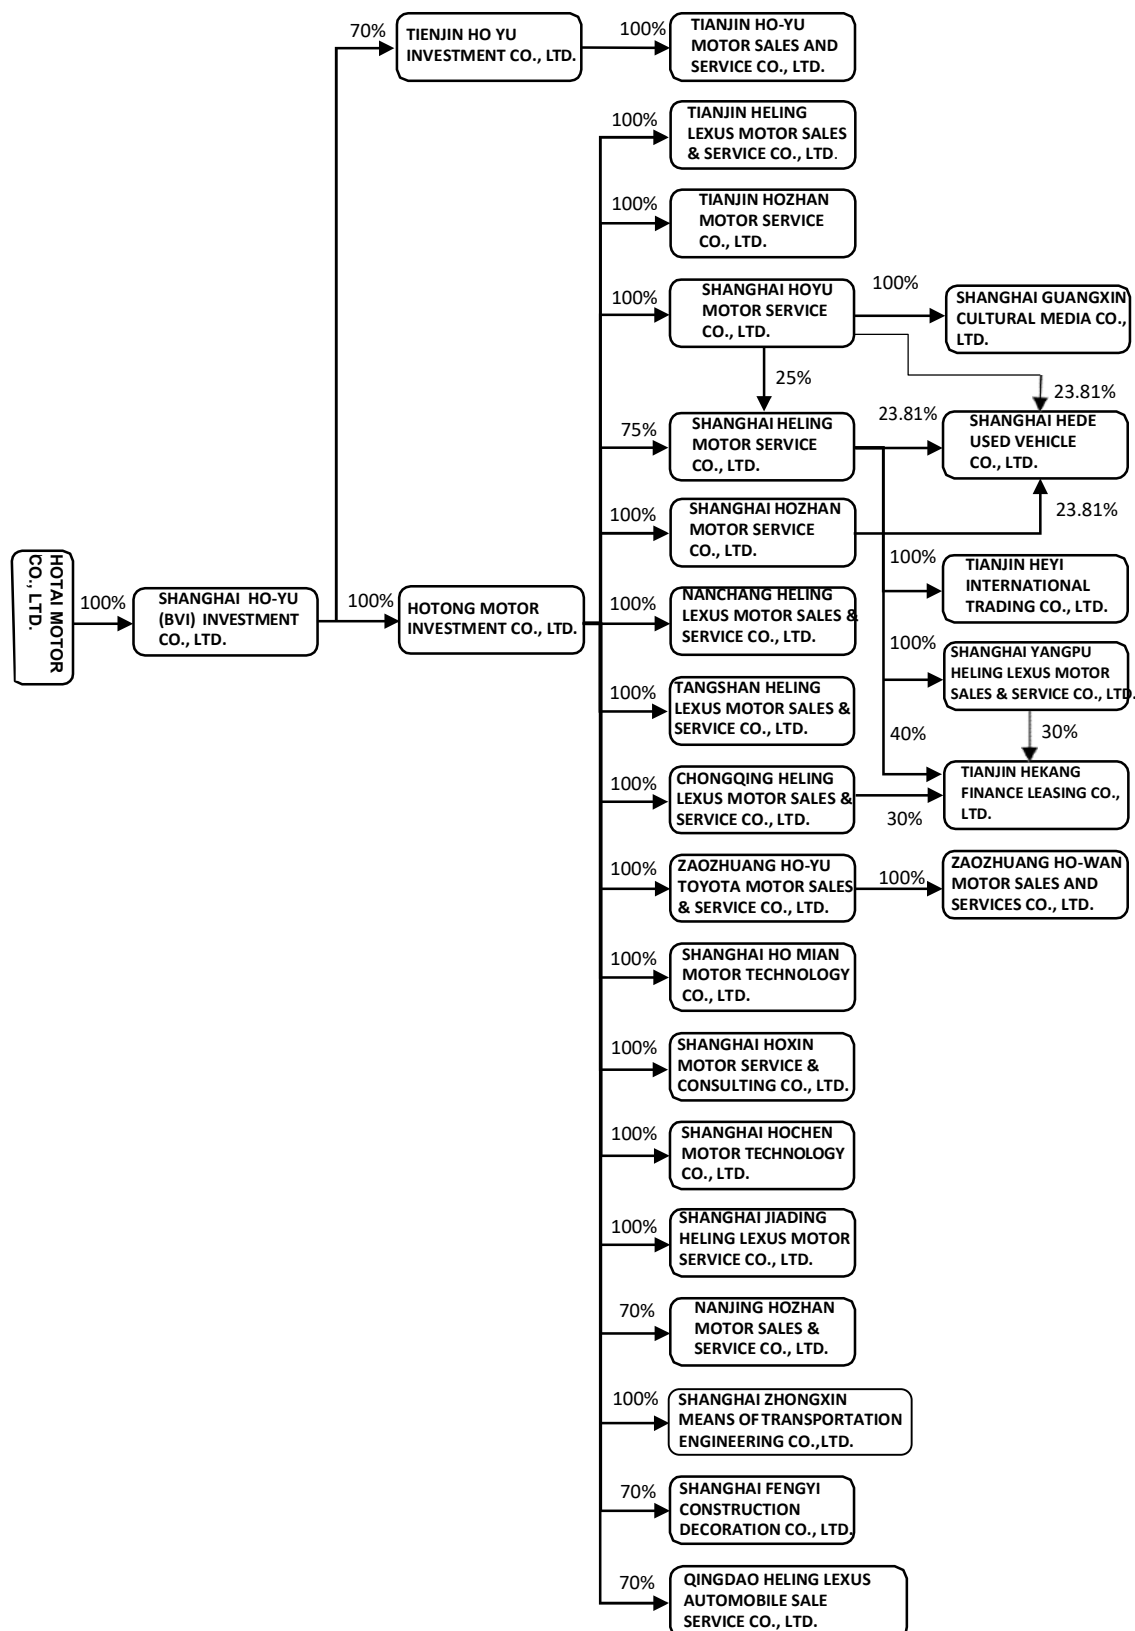 70%
TIENJIN HO YU
INVESTMENT CO., LTD.
100%
TIANJIN HO-YU
MOTOR SALES AND
SERVICE CO., LTD.
100%
TIANJIN HELING
LEXUS MOTOR SALES
& SERVICE CO., LTD.
100%
TIANJIN HOZHAN
MOTOR SERVICE
CO., LTD.
100%
SHANGHAI HOYU
MOTOR SERVICE
CO., LTD.
100%
SHANGHAI GUANGXIN
CULTURAL MEDIA CO.,
LTD.
25%
23.81%
75%
SHANGHAI HELING
MOTOR SERVICE
CO., LTD.
23.81%
SHANGHAI HEDE
USED VEHICLE
CO., LTD.
100%
SHANGHAI HOZHAN
MOTOR SERVICE
CO., LTD.
23.81%
HOTAI MOTOR
CO., LTD.
100%
SHANGHAI HO-YU
(BVI) INVESTMENT
CO., LTD.
100%
HOTONG MOTOR
INVESTMENT CO., LTD.
100%
NANCHANG HELING
LEXUS MOTOR SALES &
SERVICE CO., LTD.
100%
TIANJIN HEYI
INTERNATIONAL
TRADING CO., LTD.
100%
SHANGHAI YANGPU
HELING LEXUS MOTOR
SALES & SERVICE CO., LTD.
100%
TANGSHAN HELING
LEXUS MOTOR SALES &
SERVICE CO., LTD.
40%
30%
100%
CHONGQING HELING
LEXUS MOTOR SALES &
SERVICE CO., LTD.
30%
TIANJIN HEKANG
FINANCE LEASING CO.,
LTD.
100%
ZAOZHUANG HO-YU
TOYOTA MOTOR SALES
& SERVICE CO., LTD.
100%
ZAOZHUANG HO-WAN
MOTOR SALES AND
SERVICES CO., LTD.
100%
SHANGHAI HO MIAN
MOTOR TECHNOLOGY
CO., LTD.
100%
SHANGHAI HOXIN
MOTOR SERVICE &
CONSULTING CO., LTD.
100%
SHANGHAI HOCHEN
MOTOR TECHNOLOGY
CO., LTD.
100%
SHANGHAI JIADING
HELING LEXUS MOTOR
SERVICE CO., LTD.
70%
NANJING HOZHAN
MOTOR SALES &
SERVICE CO., LTD.
100%
SHANGHAI ZHONGXIN
MEANS OF TRANSPORTATION
ENGINEERING CO.,LTD.
70%
SHANGHAI FENGYI
CONSTRUCTION
DECORATION CO., LTD.
70%
QINGDAO HELING LEXUS
AUTOMOBILE SALE
SERVICE CO., LTD.